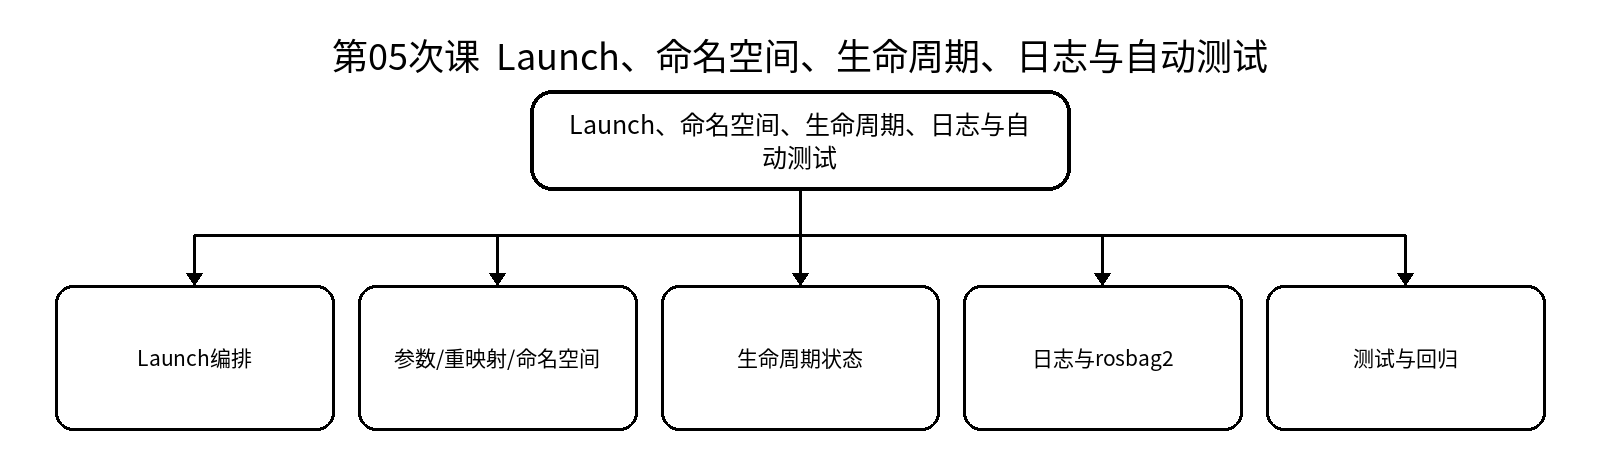 第05次课 Launch、命名空间、生命周期、日志与自动测试
Launch、命名空间、生命周期、日志与自
动测试
Launch编排
参数/重映射/命名空间
生命周期状态
日志与rosbag2
测试与回归